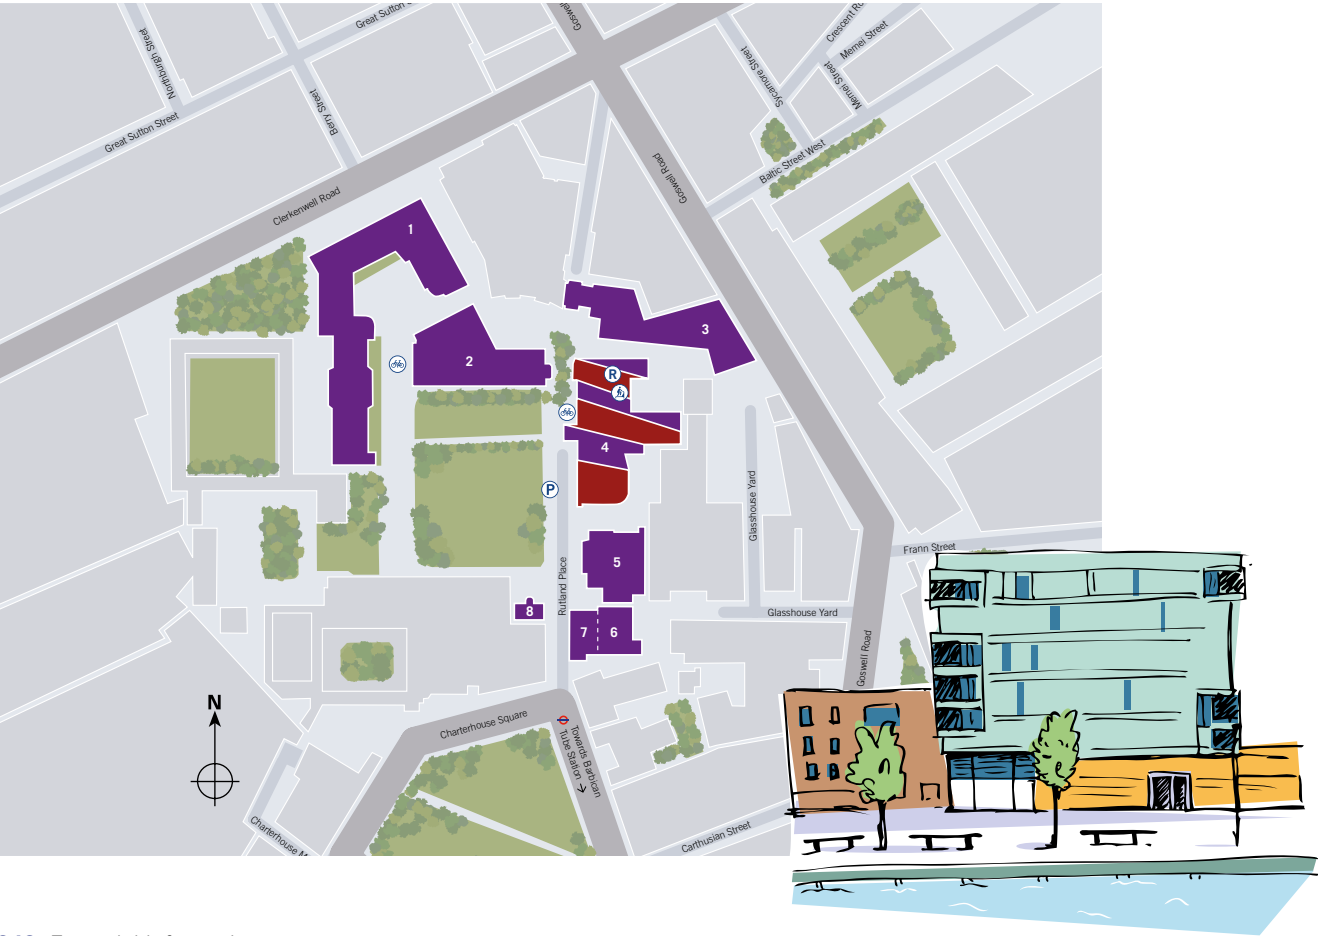 Great Sutton S
Goswell
Crescent Ro
Memel Street
Northburgh Street
Sycamore Street
Memel Street
Berry Street
Great Sutton Street
Baltic Street West
Goswell Road
Clerkenwell Road
1
3
2
R
4
P
Glasshouse Yard
Frann Street
5
Rutland Place
8
7
6
Glasshouse Yard
Goswell Road
N
Charterhouse Square
Towards Barbican
Tube Station →
Carthusian Street
Charterhouse M